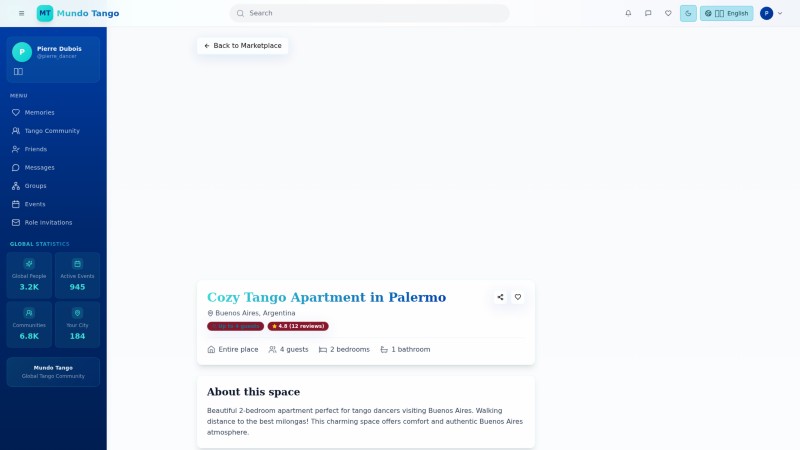 MT Mundo Tango
Search
English
P
Back to Marketplace
P
Pierre Dubois
@pierre_dancer
MENU
Memories
Tango Community
Friends
Messages
Groups
Events
Role Invitations
GLOBAL STATISTICS
Global People
3.2K
Active Events
945
Communities
6.8K
Your City
184
Mundo Tango
Global Tango Community
Cozy Tango Apartment in Palermo
Buenos Aires, Argentina
Up to 4 guests
4.8 (12 reviews)
Entire place 4 guests 2 bedrooms 1 bathroom
About this space
Beautiful 2-bedroom apartment perfect for tango dancers visiting Buenos Aires. Walking
distance to the best milongas! This charming space offers comfort and authentic Buenos Aires
atmosphere.